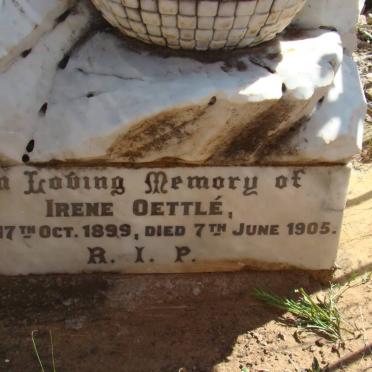 n Loving Memory of
IRENE OETTLÉ,
17TH OCT. 1899, DIED 7TH JUNE 1905.
R. I. P.